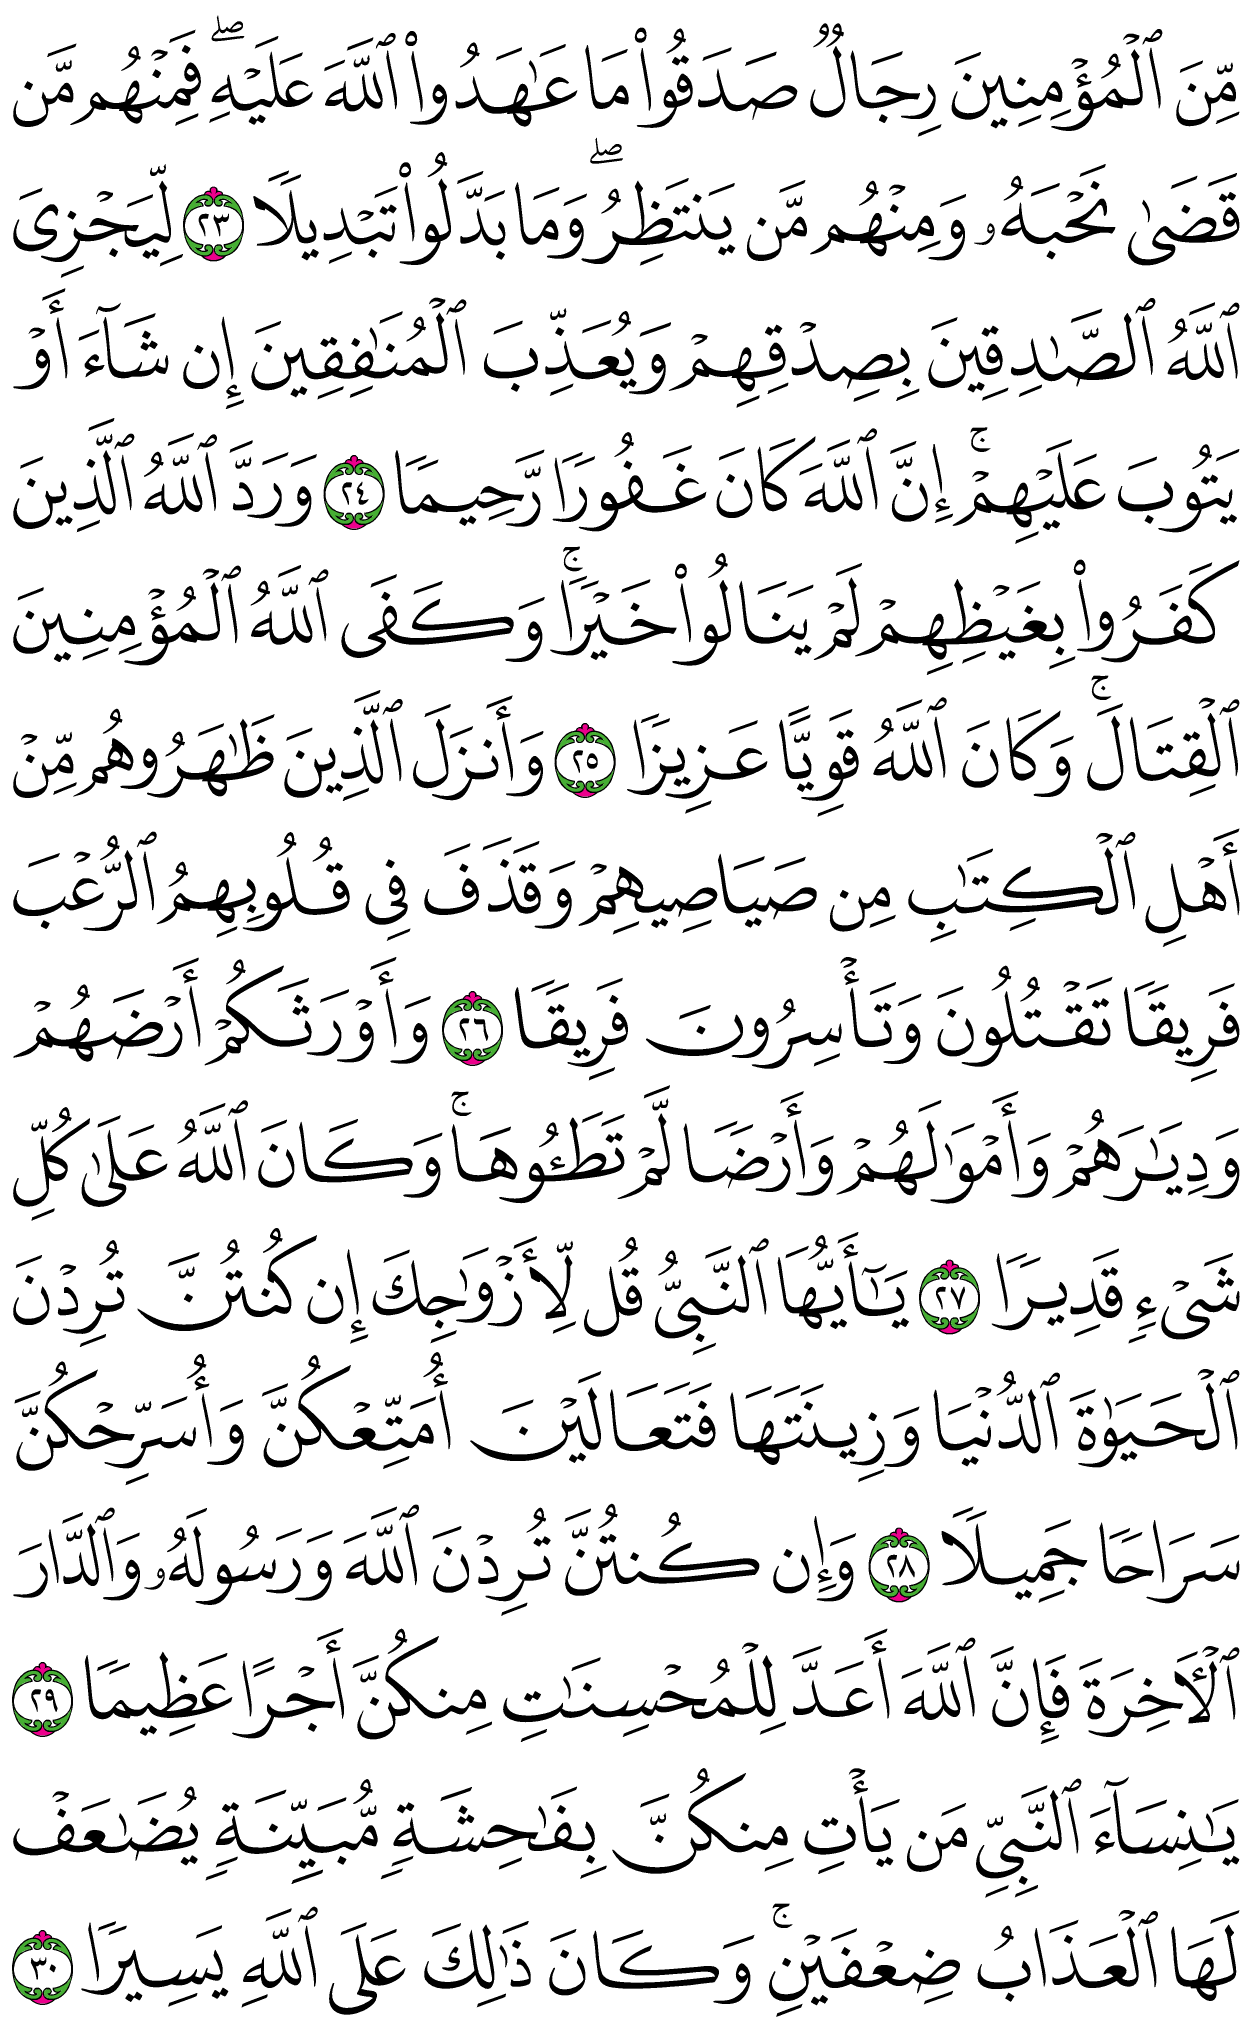 مِّنَ ٱلْمُؤْمِنِينَ رِجَالٌ صَدَقُوا۟ مَا عَٰهَدُوا۟ ٱللَّهَ عَلَيْهِ ۖ فَمِنْهُم مَّن
قَضَىٰ نَحْبَهُۥ وَمِنْهُم مَّن يَنتَظِرُ ۖ وَمَا بَدَّلُوا۟ تَبْدِيلًا ٢٣ لِّيَجْزِىَ
ٱللَّهُ ٱلصَّٰدِقِينَ بِصِدْقِهِمْ وَيُعَذِّبَ ٱلْمُنَٰفِقِينَ إِن شَآءَ أَوْ
يَتُوبَ عَلَيْهِمْ ۚ إِنَّ ٱللَّهَ كَانَ غَفُورًا رَّحِيمًا ٢٤ وَرَدَّ ٱللَّهُ ٱلَّذِينَ
كَفَرُوا۟ بِغَيْظِهِمْ لَمْ يَنَالُوا۟ خَيْرًا ۚ وَكَفَى ٱللَّهُ ٱلْمُؤْمِنِينَ
ٱلْقِتَالَ ۚ وَكَانَ ٱللَّهُ قَوِيًّا عَزِيزًا ٢٥ وَأَنزَلَ ٱلَّذِينَ ظَٰهَرُوهُم مِّنْ
أَهْلِ ٱلْكِتَٰبِ مِن صَيَاصِيهِمْ وَقَذَفَ فِى قُلُوبِهِمُ ٱلرُّعْبَ
فَرِيقًا تَقْتُلُونَ وَتَأْسِرُونَ فَرِيقًا ٢٦ وَأَوْرَثَكُمْ أَرْضَهُمْ
وَدِيَٰرَهُمْ وَأَمْوَٰلَهُمْ وَأَرْضًا لَّمْ تَطَـُٔوهَا ۚ وَكَانَ ٱللَّهُ عَلَىٰ كُلِّ
شَىْءٍ قَدِيرًا ٢٧ يَٰٓأَيُّهَا ٱلنَّبِىُّ قُل لِّأَزْوَٰجِكَ إِن كُنتُنَّ تُرِدْنَ
ٱلْحَيَوٰةَ ٱلدُّنْيَا وَزِينَتَهَا فَتَعَالَيْنَ أُمَتِّعْكُنَّ وَأُسَرِّحْكُنَّ
سَرَاحًا جَمِيلًا ٢٨ وَإِن كُنتُنَّ تُرِدْنَ ٱللَّهَ وَرَسُولَهُۥ وَٱلدَّارَ
ٱلْـَٔاخِرَةَ فَإِنَّ ٱللَّهَ أَعَدَّ لِلْمُحْسِنَٰتِ مِنكُنَّ أَجْرًا عَظِيمًا ٢٩
يَٰنِسَآءَ ٱلنَّبِىِّ مَن يَأْتِ مِنكُنَّ بِفَٰحِشَةٍ مُّبَيِّنَةٍ يُضَٰعَفْ
لَهَا ٱلْعَذَابُ ضِعْفَيْنِ ۚ وَكَانَ ذَٰلِكَ عَلَى ٱللَّهِ يَسِيرًا ٣٠